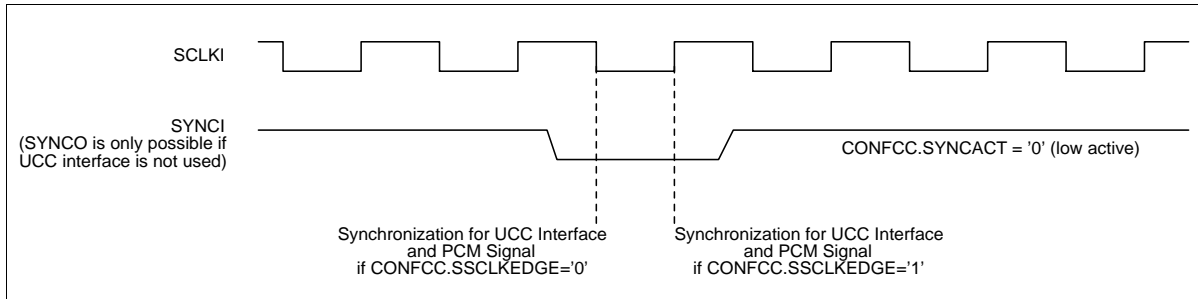 SCLKI
SYNCI
(SYNCO is only possible if
UCC interface is not used)
CONFCC.SYNCACT = '0' (low active)
Synchronization for UCC Interface
and PCM Signal
if CONFCC.SSCLKEDGE='0'
Synchronization for UCC Interface
and PCM Signal
if CONFCC.SSCLKEDGE='1'